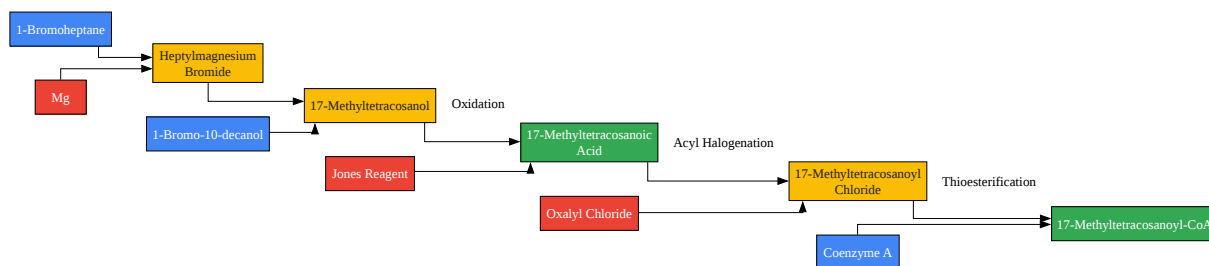 1-Bromoheptane
Heptylmagnesium
Bromide
Mg
17-Methyltetracosanol
Oxidation
1-Bromo-10-decanol
17-Methyltetracosanoic
Acid
Acyl Halogenation
Jones Reagent
17-Methyltetracosanoyl
Chloride
Thioesterification
Oxalyl Chloride
17-Methyltetracosanoyl-CoA
Coenzyme A